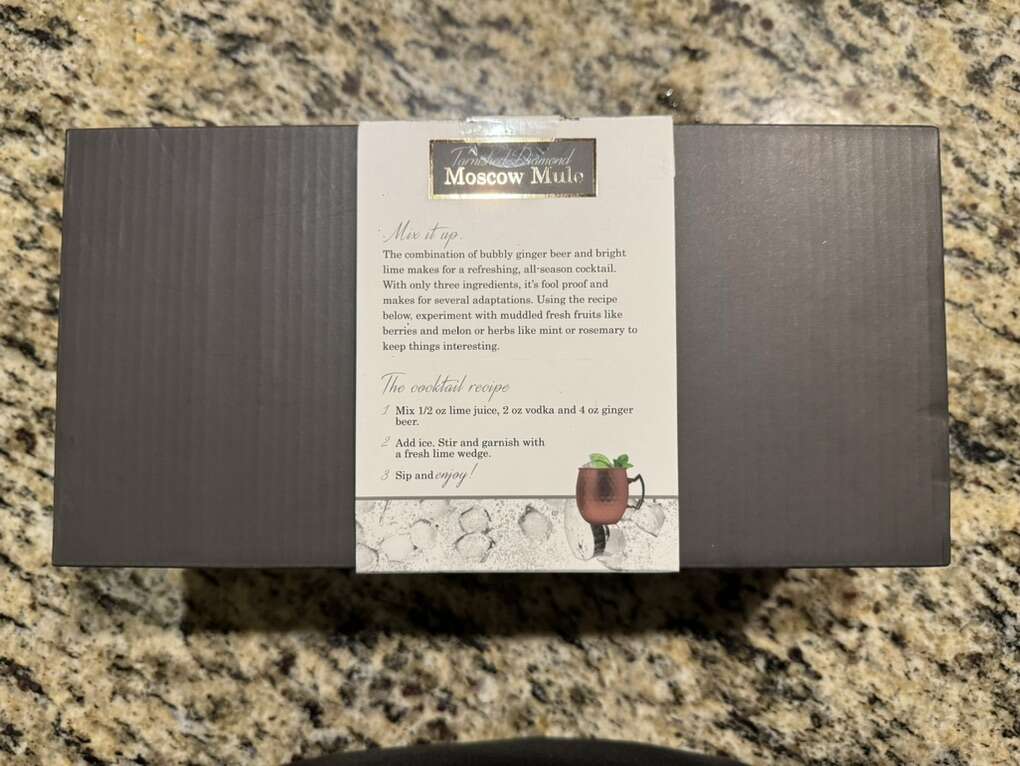 Tarnished Diamond
Moscow Mule
Mix it up.
The combination of bubbly ginger beer and bright
lime makes for a refreshing, all-season cocktail.
With only three ingredients, it's fool proof and
makes for several adaptations. Using the recipe
below, experiment with muddled fresh fruits like
berries and melon or herbs like mint or rosemary to
keep things interesting.
The cocktail recipe
1 Mix 1/2 oz lime juice, 2 oz vodka and 4 oz ginger
beer.
2 Add ice. Stir and garnish with
a fresh lime wedge.
3 Sip and enjoy!